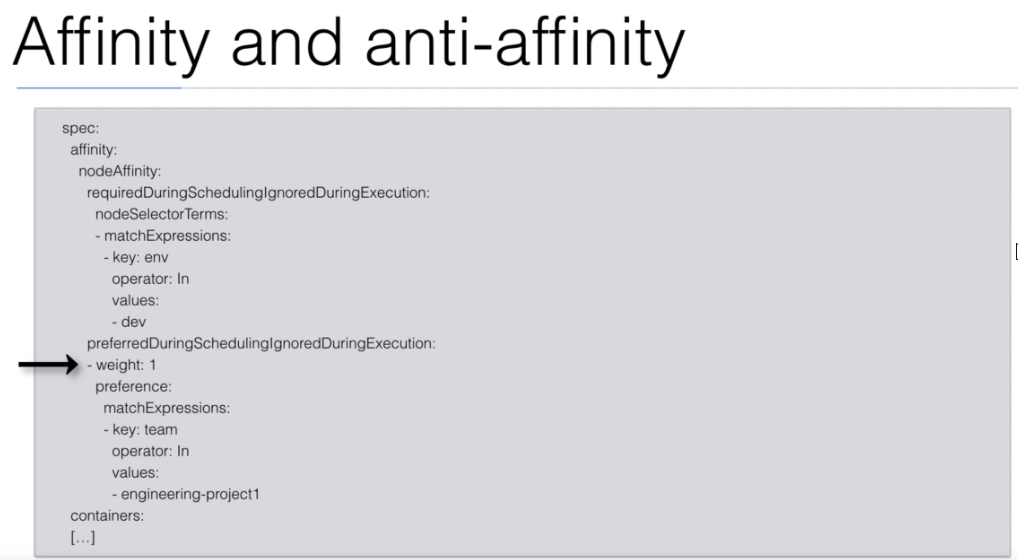 Affinity and anti-affinity
spec:
affinity:
nodeAffinity:
requiredDuringSchedulingIgnoredDuringExecution:
nodeSelectorTerms:
- matchExpressions:
- key: env
operator: In
values:
- dev
preferredDuringSchedulingIgnoredDuringExecution:
- weight: 1
preference:
matchExpressions:
- key: team
operator: In
values:
- engineering-project1
containers:
[...]